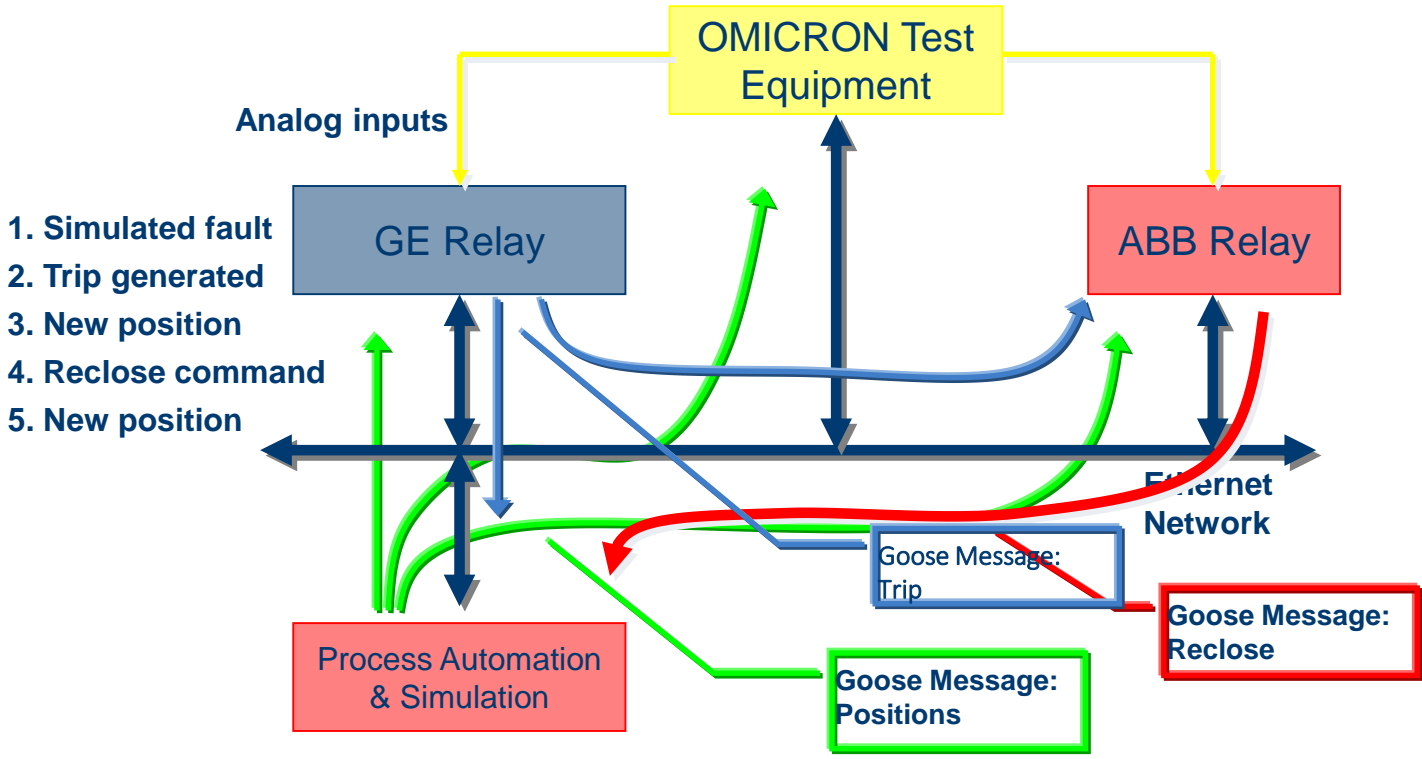 OMICRON Test
Equipment
Analog inputs
GE Relay
ABB Relay
1. Simulated fault
2. Trip generated
3. New position
4. Reclose command
5. New position
Ethernet
Network
Goose Message:
Trip
Goose Message:
Reclose
Process Automation
& Simulation
Goose Message:
Positions